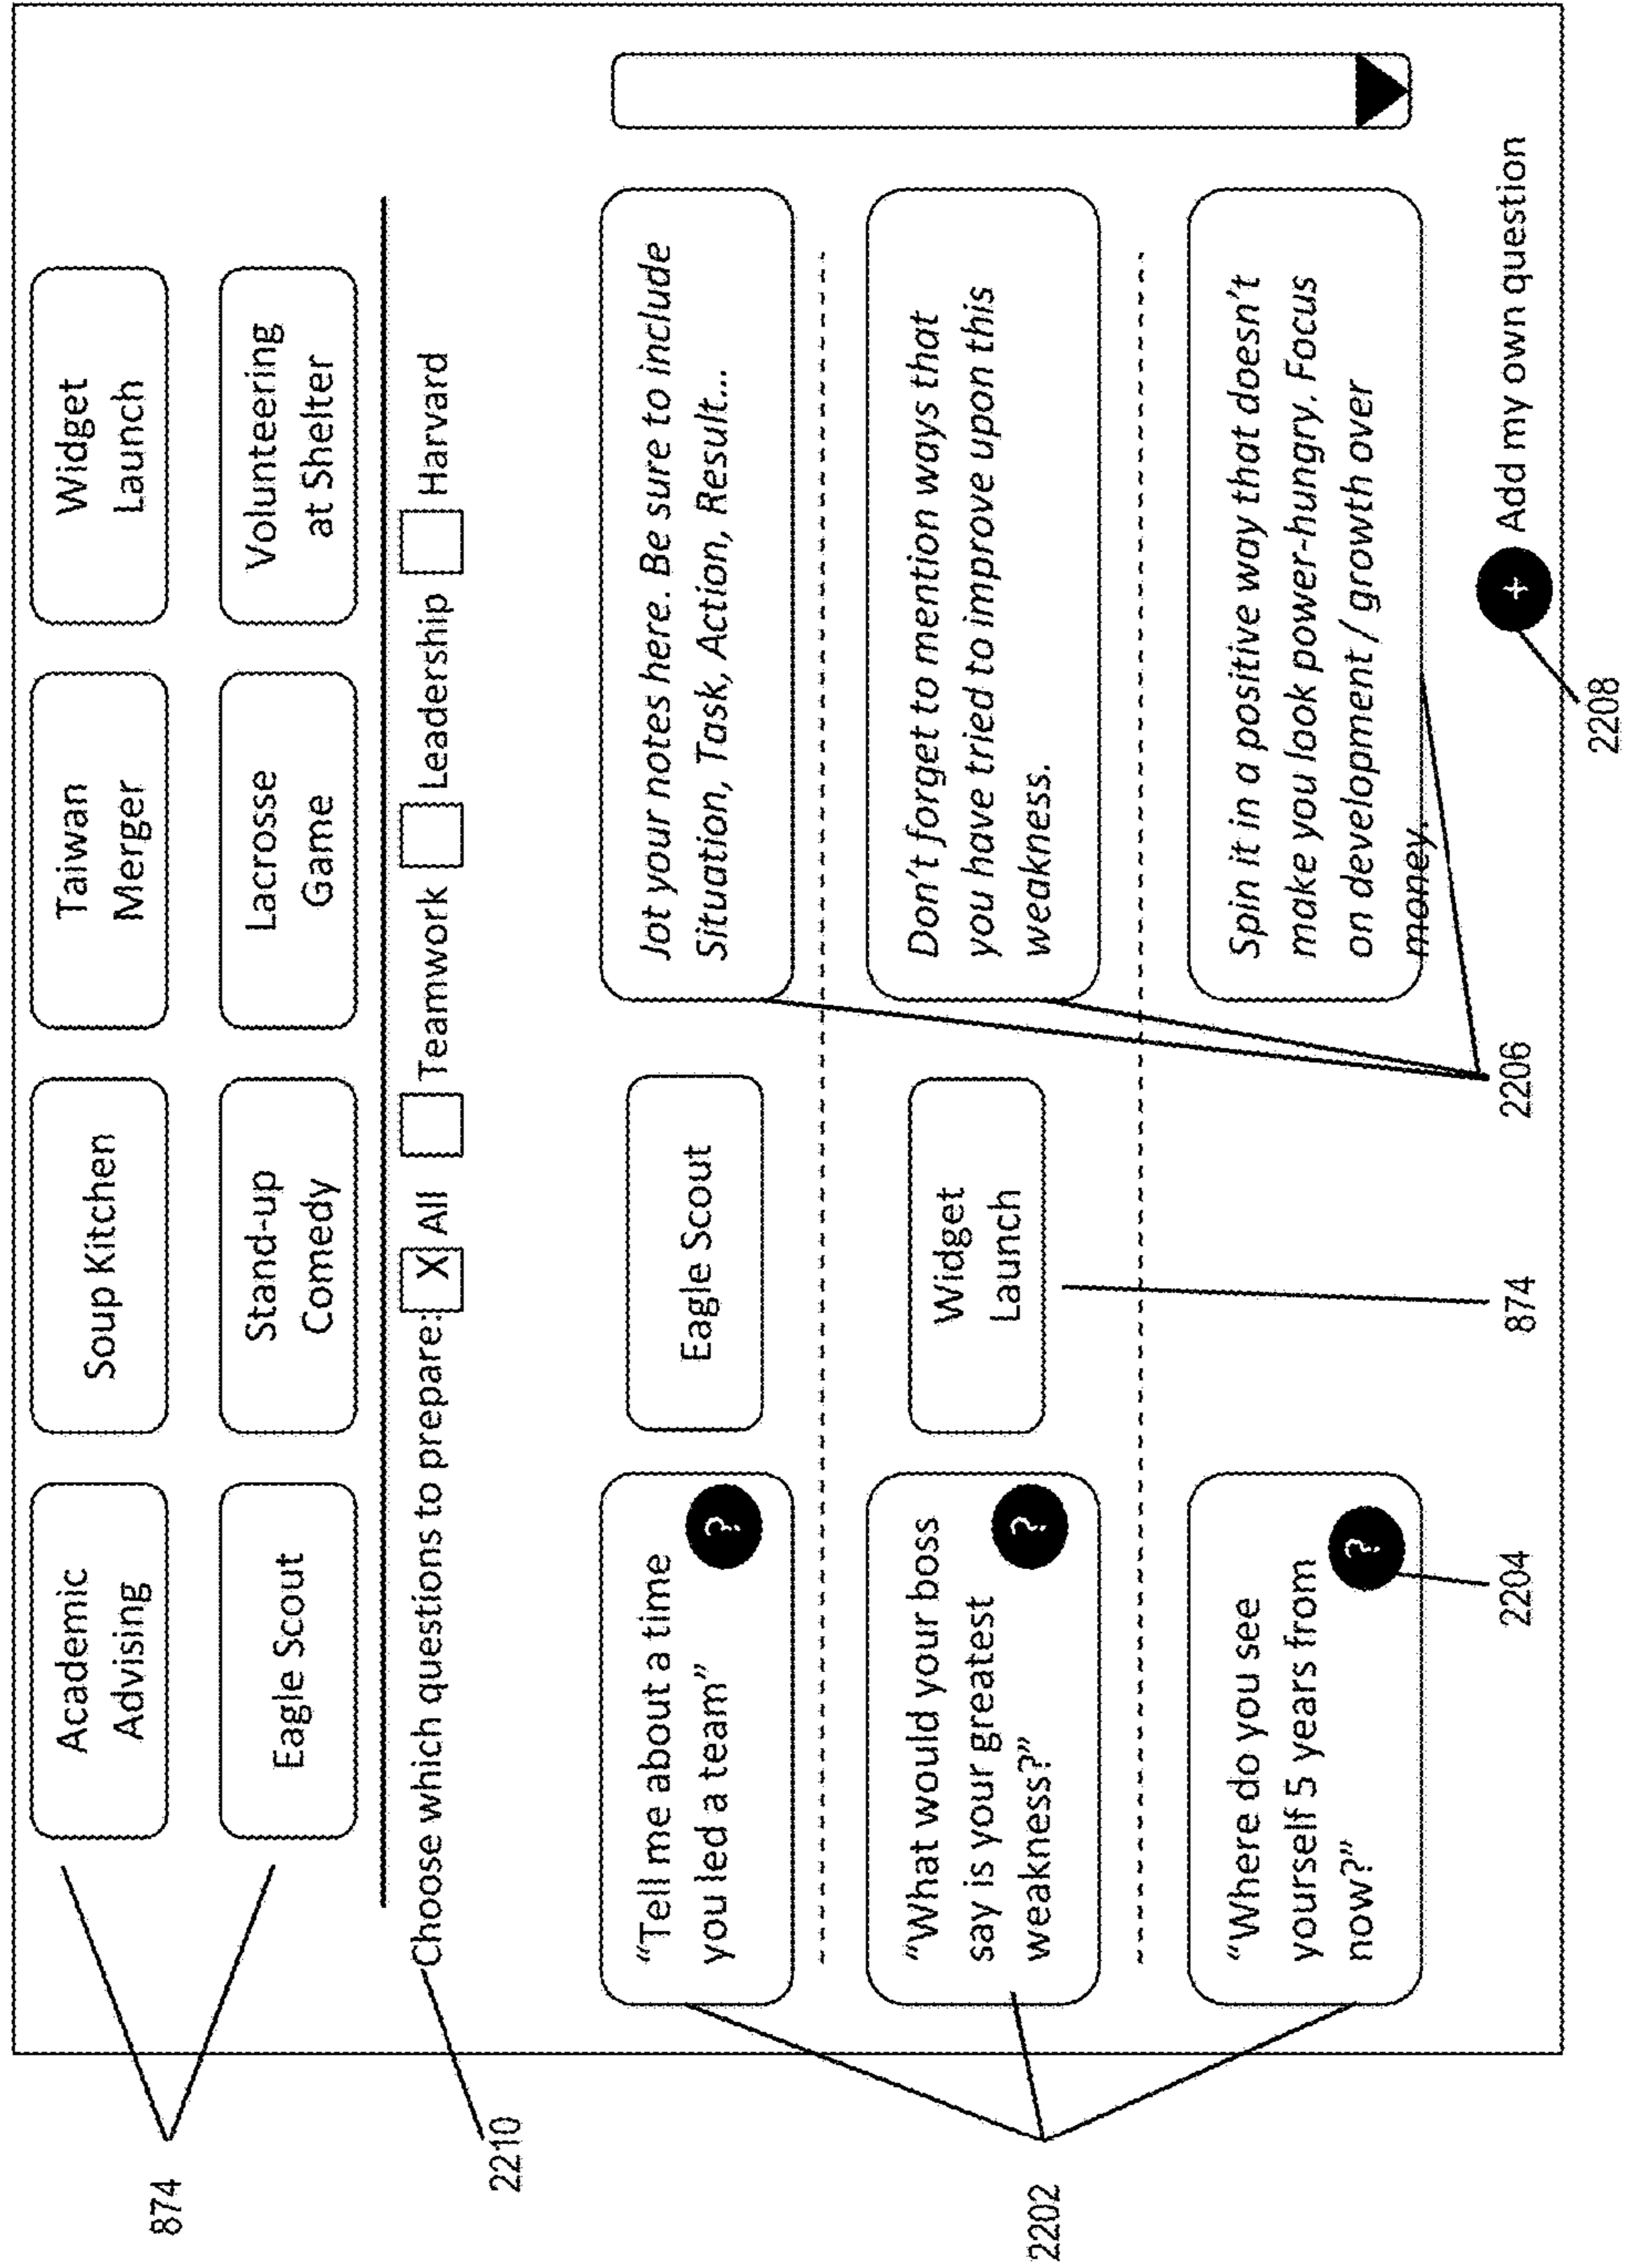 874
Academic
Advising
Soup Kitchen
Taiwan
Merger
Widget
Launch
Eagle Scout
Stand-up
Comedy
Lacrosse
Game
Volunteering
at Shelter
2210
Choose which questions to prepare: X All Teamwork Leadership Harvard
2202
“Tell me about a time
you led a team”
?
Eagle Scout
Jot your notes here. Be sure to include
Situation, Task, Action, Result...
“What would your boss
say is your greatest
weakness?”
?
Widget
Launch
Don’t forget to mention ways that
you have tried to improve upon this
weakness.
“Where do you see
yourself 5 years from
now?”
?
Spin it in a positive way that doesn’t
make you look power-hungry. Focus
on development / growth over
money.
+ Add my own question
2204
874
2206
2208